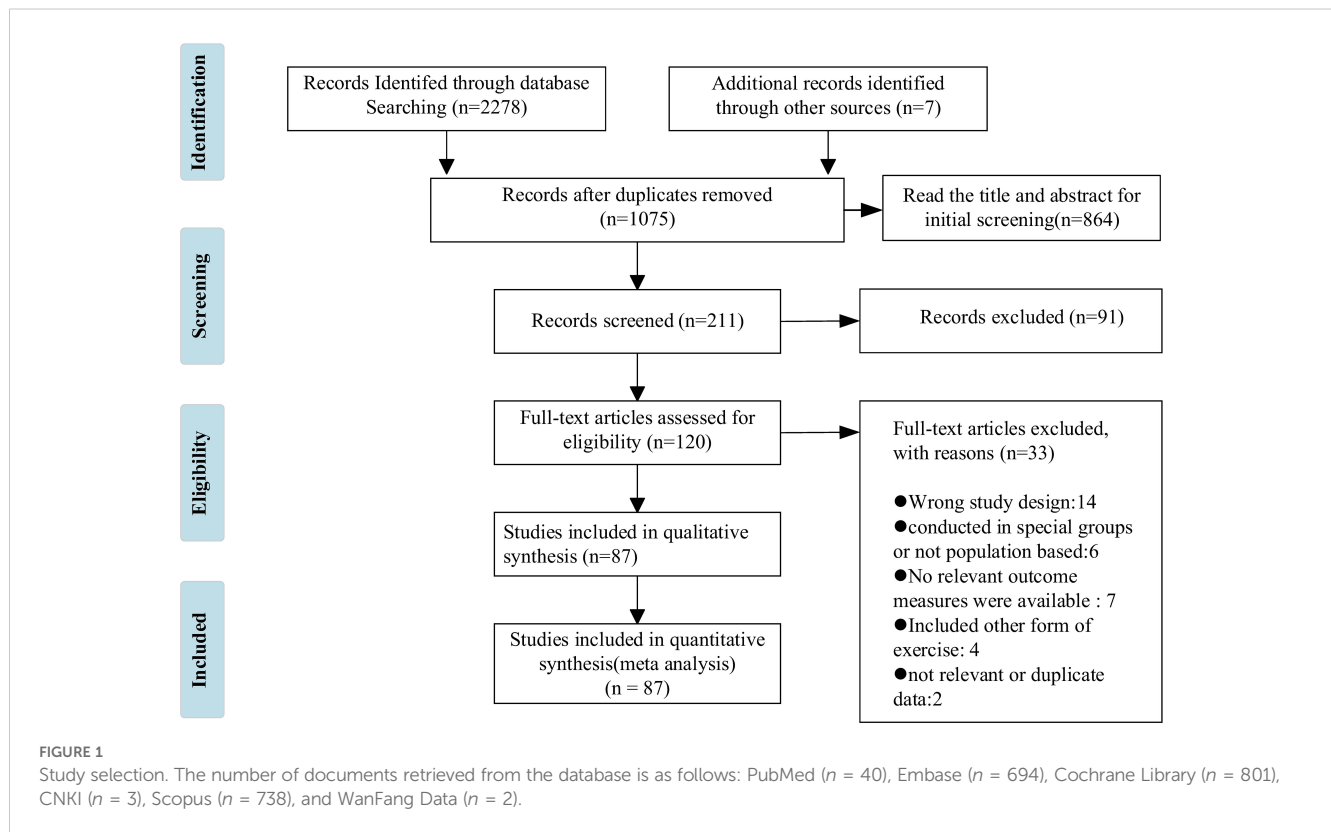 Identification
Records Identifed through database
Searching (n=2278)
Additional records identified
through other sources (n=7)
Records after duplicates removed
(n=1075)
Read the title and abstract for
initial screening(n=864)
Screening
Records screened (n=211)
Records excluded (n=91)
Eligibility
Full-text articles assessed for
eligibility (n=120)
Full-text articles excluded,
with reasons (n=33)
●Wrong study design:14
●conducted in special groups
or not population based:6
●No relevant outcome
measures were available : 7
●Included other form of
exercise: 4
●not relevant or duplicate
data:2
Studies included in qualitative
synthesis (n=87)
Included
Studies included in quantitative
synthesis(meta analysis)
(n = 87)
FIGURE 1
Study selection. The number of documents retrieved from the database is as follows: PubMed (n = 40), Embase (n = 694), Cochrane Library (n = 801),
CNKI (n = 3), Scopus (n = 738), and WanFang Data (n = 2).